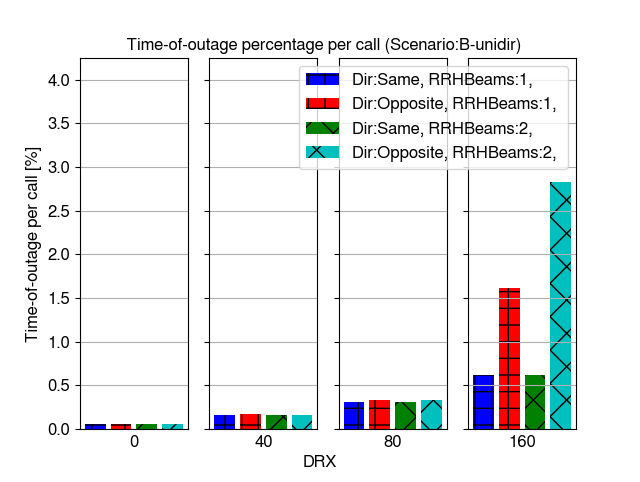 Time-of-outage percentage per call (Scenario:B-unidir)
Time-of-outage per call [%]
4.0
3.5
3.0
2.5
2.0
1.5
1.0
0.5
0.0
Dir:Same, RRHBeams:1,
Dir:Opposite, RRHBeams:1,
Dir:Same, RRHBeams:2,
Dir:Opposite, RRHBeams:2,
0
40
80
160
DRX